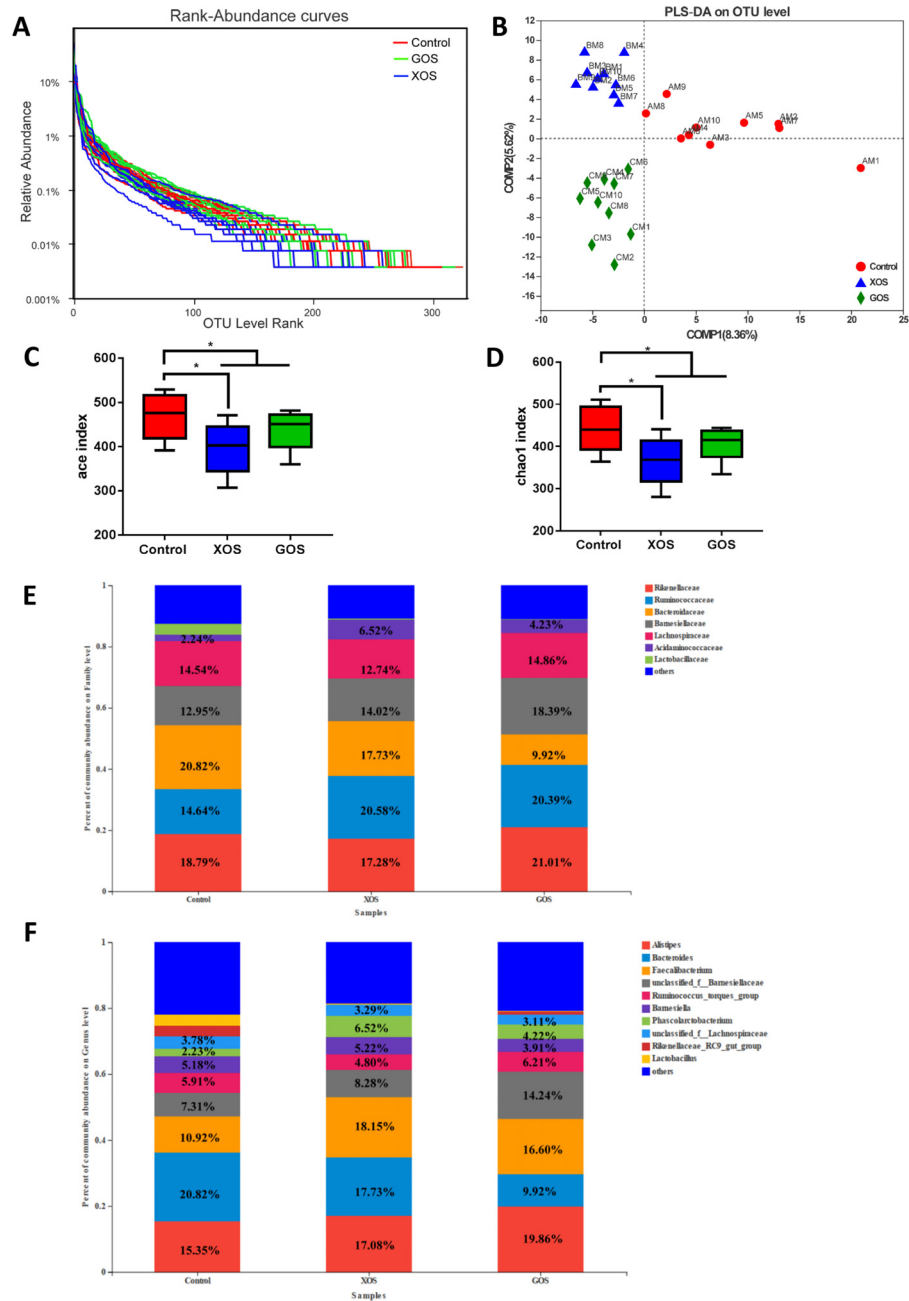 A
Rank-Abundance curves
Control
GOS
XOS
10%
1%
0.1%
0.01%
0.001%
Relative Abundance
0
100
200
300
OTU Level Rank
B
PLS-DA on OTU level
12
10
8
6
4
2
0
-2
-4
-6
-8
-10
-12
-14
-16
COMP2(5.62%)
BM8
BM4
BM3
BM1
BM10
BM6
BM2
BM5
BM7
AM9
AM8
AM10
AM5
AM2
AM7
AM3
AM1
CM6
CM4
CM7
CM5
CM10
CM8
CM1
CM3
CM2
Control
XOS
GOS
-10
-5
0
5
10
15
20
25
COMP1(8.36%)
C
*
*
600
500
400
300
200
ace index
Control
XOS
GOS
D
*
*
600
500
400
300
200
chao1 index
Control
XOS
GOS
E
Percent of community abundance on Family level
1
0.8
0.6
0.4
0.2
0
2.24%
14.54%
12.95%
20.82%
14.64%
18.79%
6.52%
12.74%
14.02%
17.73%
20.58%
17.28%
4.23%
14.86%
18.39%
9.92%
20.39%
21.01%
Control
XOS
GOS
Samples
Rikenellaceae
Ruminococcaceae
Bacteroidaceae
Barnesiellaceae
Lachnospiraceae
Acidaminococcaceae
Lactobacillaceae
others
F
Percent of community abundance on Genus level
1
0.8
0.6
0.4
0.2
0
3.78%
2.23%
5.18%
5.91%
7.31%
10.92%
20.82%
15.35%
3.29%
6.52%
5.22%
4.80%
8.28%
18.15%
17.73%
17.08%
3.11%
4.22%
3.91%
6.21%
14.24%
16.60%
9.92%
19.86%
Control
XOS
GOS
Samples
Alistipes
Bacteroides
Faecalibacterium
unclassified_f__Barnesiellaceae
Ruminococcus_torques_group
Barnesiella
Phascolarctobacterium
unclassified_f__Lachnospiraceae
Rikenellaceae_RC9_gut_group
Lactobacillus
others